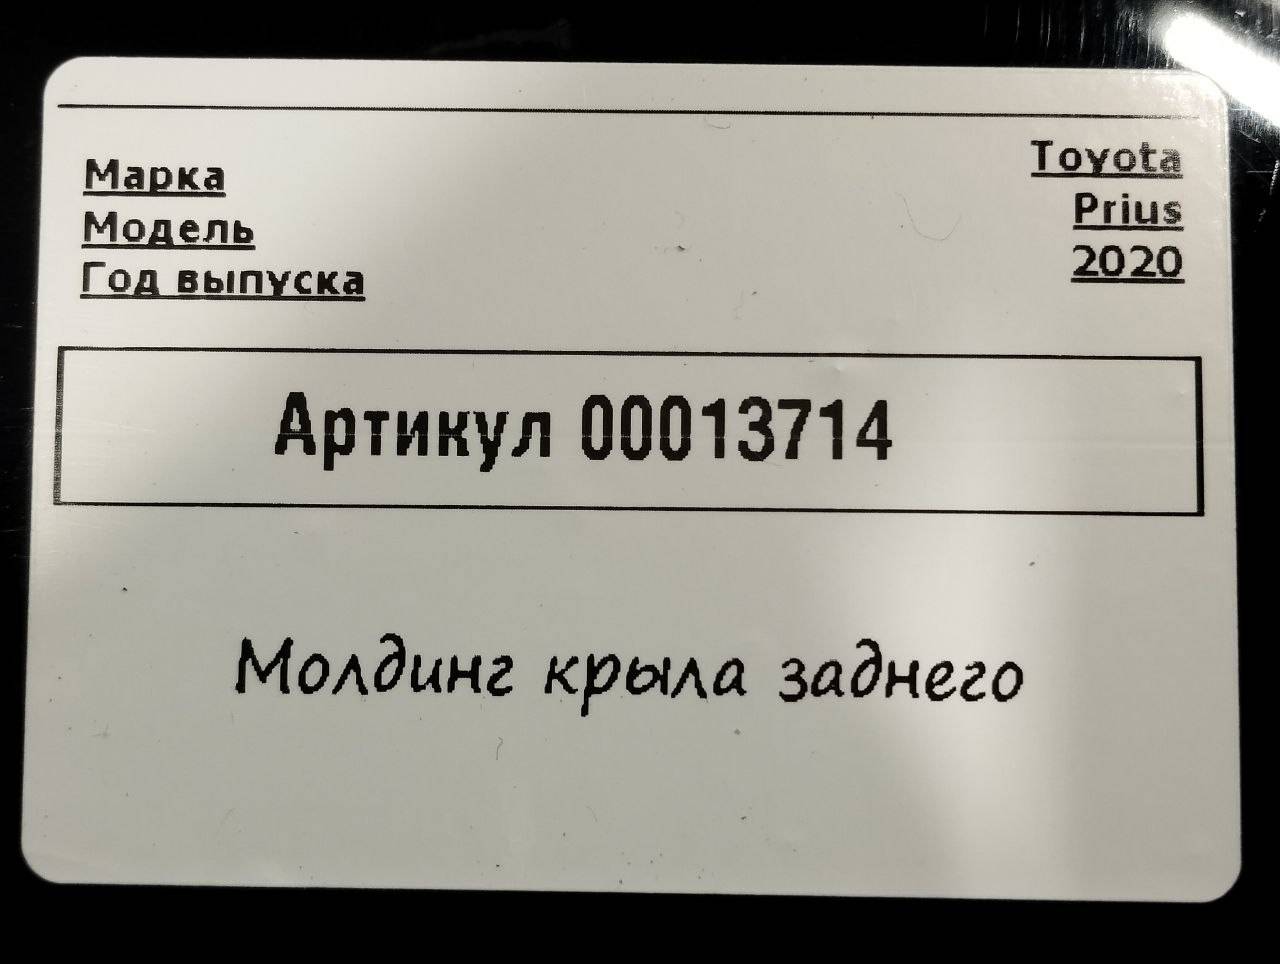 Марка Toyota
Модель Prius
Год выпуска 2020
Артикул 00013714
Молдинг крыла заднего